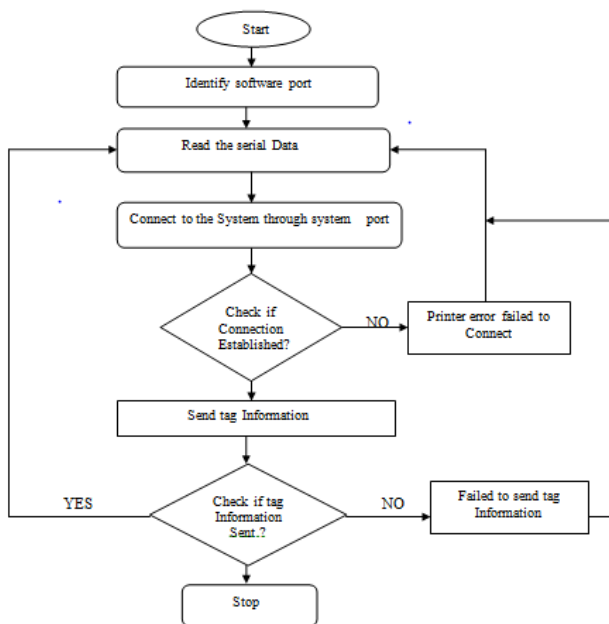 Start
Identify software port
Read the serial Data
Connect to the System through system port
Check if
Connection
Established?
NO
Printer error failed to
Connect
Send tag Information
YES
Check if tag
Information
Sent.?
NO
Failed to send tag
Information
Stop